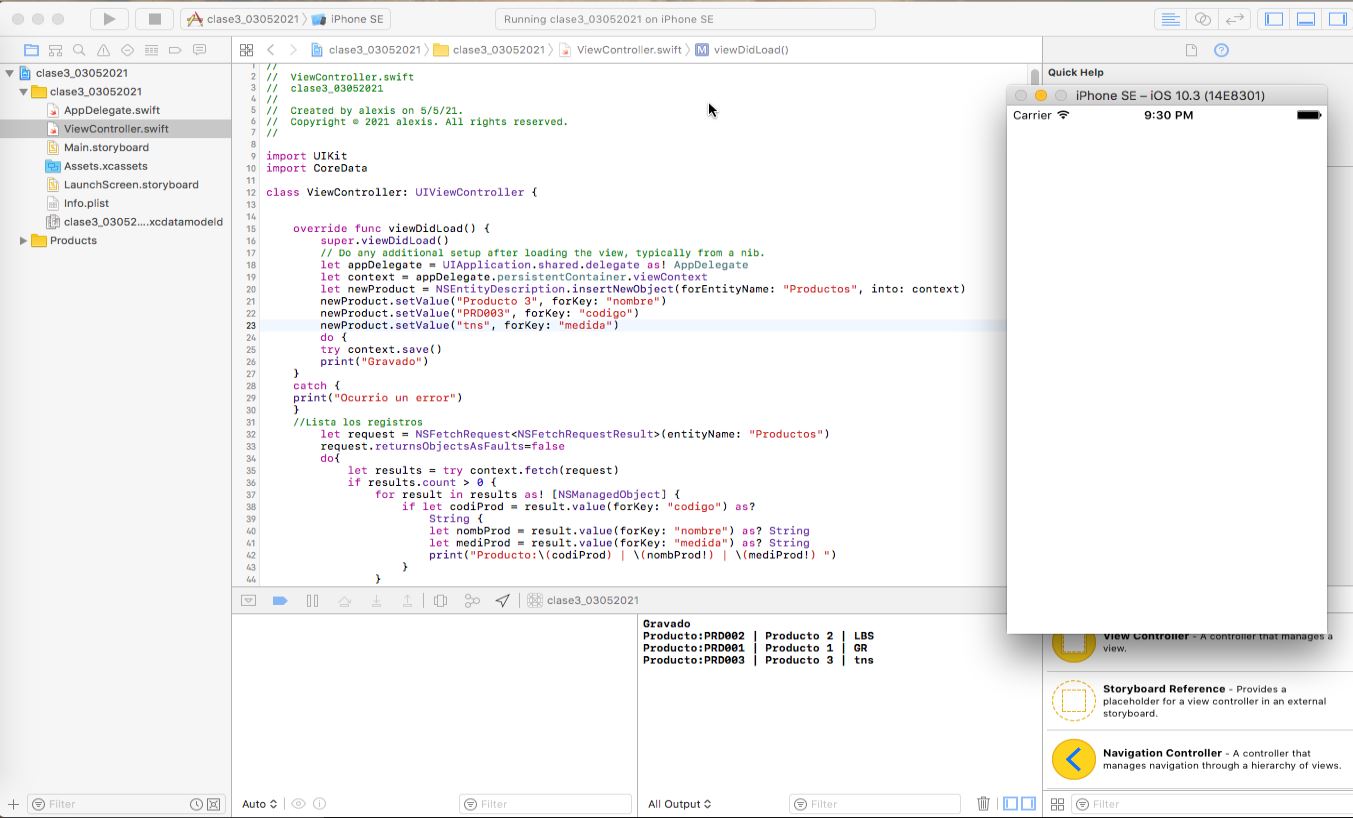 clase3_03052021 〉 iPhone SE
Running clase3_03052021 on iPhone SE
clase3_03052021 〉 clase3_03052021 〉 ViewController.swift 〉 M viewDidLoad()
clase3_03052021
clase3_03052021
AppDelegate.swift
ViewController.swift
Main.storyboard
Assets.xcassets
LaunchScreen.storyboard
Info.plist
clase3_03052....xcdatamodeld
Products
Filter
1 //
2 //  ViewController.swift
3 //  clase3_03052021
4 //
5 //  Created by alexis on 5/5/21.
6 //  Copyright © 2021 alexis. All rights reserved.
7 //
8
9 import UIKit
10 import CoreData
11
12 class ViewController: UIViewController {
13
14
15     override func viewDidLoad() {
16         super.viewDidLoad()
17         // Do any additional setup after loading the view, typically from a nib.
18         let appDelegate = UIApplication.shared.delegate as! AppDelegate
19         let context = appDelegate.persistentContainer.viewContext
20         let newProduct = NSEntityDescription.insertNewObject(forEntityName: "Productos", into: context)
21         newProduct.setValue("Producto 3", forKey: "nombre")
22         newProduct.setValue("PRD003", forKey: "codigo")
23         newProduct.setValue("tns", forKey: "medida")
24         do {
25         try context.save()
26         print("Gravado")
27     }
28     catch {
29     print("Ocurrio un error")
30     }
31     //Lista los registros
32         let request = NSFetchRequest<NSFetchRequestResult>(entityName: "Productos")
33         request.returnsObjectsAsFaults=false
34         do{
35             let results = try context.fetch(request)
36             if results.count > 0 {
37                 for result in results as! [NSManagedObject] {
38                     if let codiProd = result.value(forKey: "codigo") as?
39                         String {
40                         let nombProd = result.value(forKey: "nombre") as? String
41                         let mediProd = result.value(forKey: "medida") as? String
42                         print("Producto:\(codiProd) | \(nombProd!) | \(mediProd!) ")
43                     }
44                 }
clase3_03052021
Gravado
Producto:PRD002 | Producto 2 | LBS
Producto:PRD001 | Producto 1 | GR
Producto:PRD003 | Producto 3 | tns
Auto
Filter
All Output
Filter
Quick Help
iPhone SE – iOS 10.3 (14E8301)
Carrier 9:30 PM
View Controller - A controller that manages a
view.
Storyboard Reference - Provides a
placeholder for a view controller in an external
storyboard.
Navigation Controller - A controller that
manages navigation through a hierarchy of views.
Filter